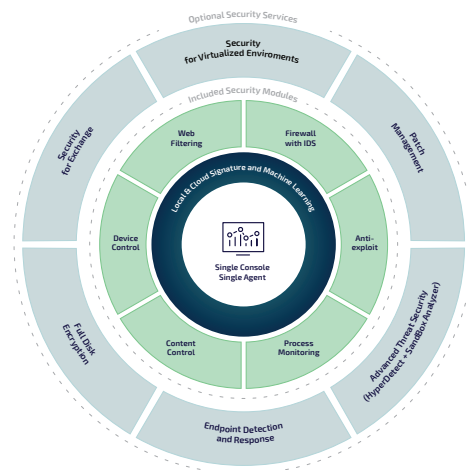 Optional Security Services
Security
for Virtualized Enviroments
Patch
Management
Advanced Threat Security
(HyperDetect + SandBox Analyzer)
Endpoint Detection
and Response
Full Disk
Encryption
Security
for Exchange
Included Security Modules
Web
Filtering
Firewall
with IDS
Anti-
exploit
Process
Monitoring
Content
Control
Device
Control
Local & Cloud Signature and Machine Learning
Single Console
Single Agent